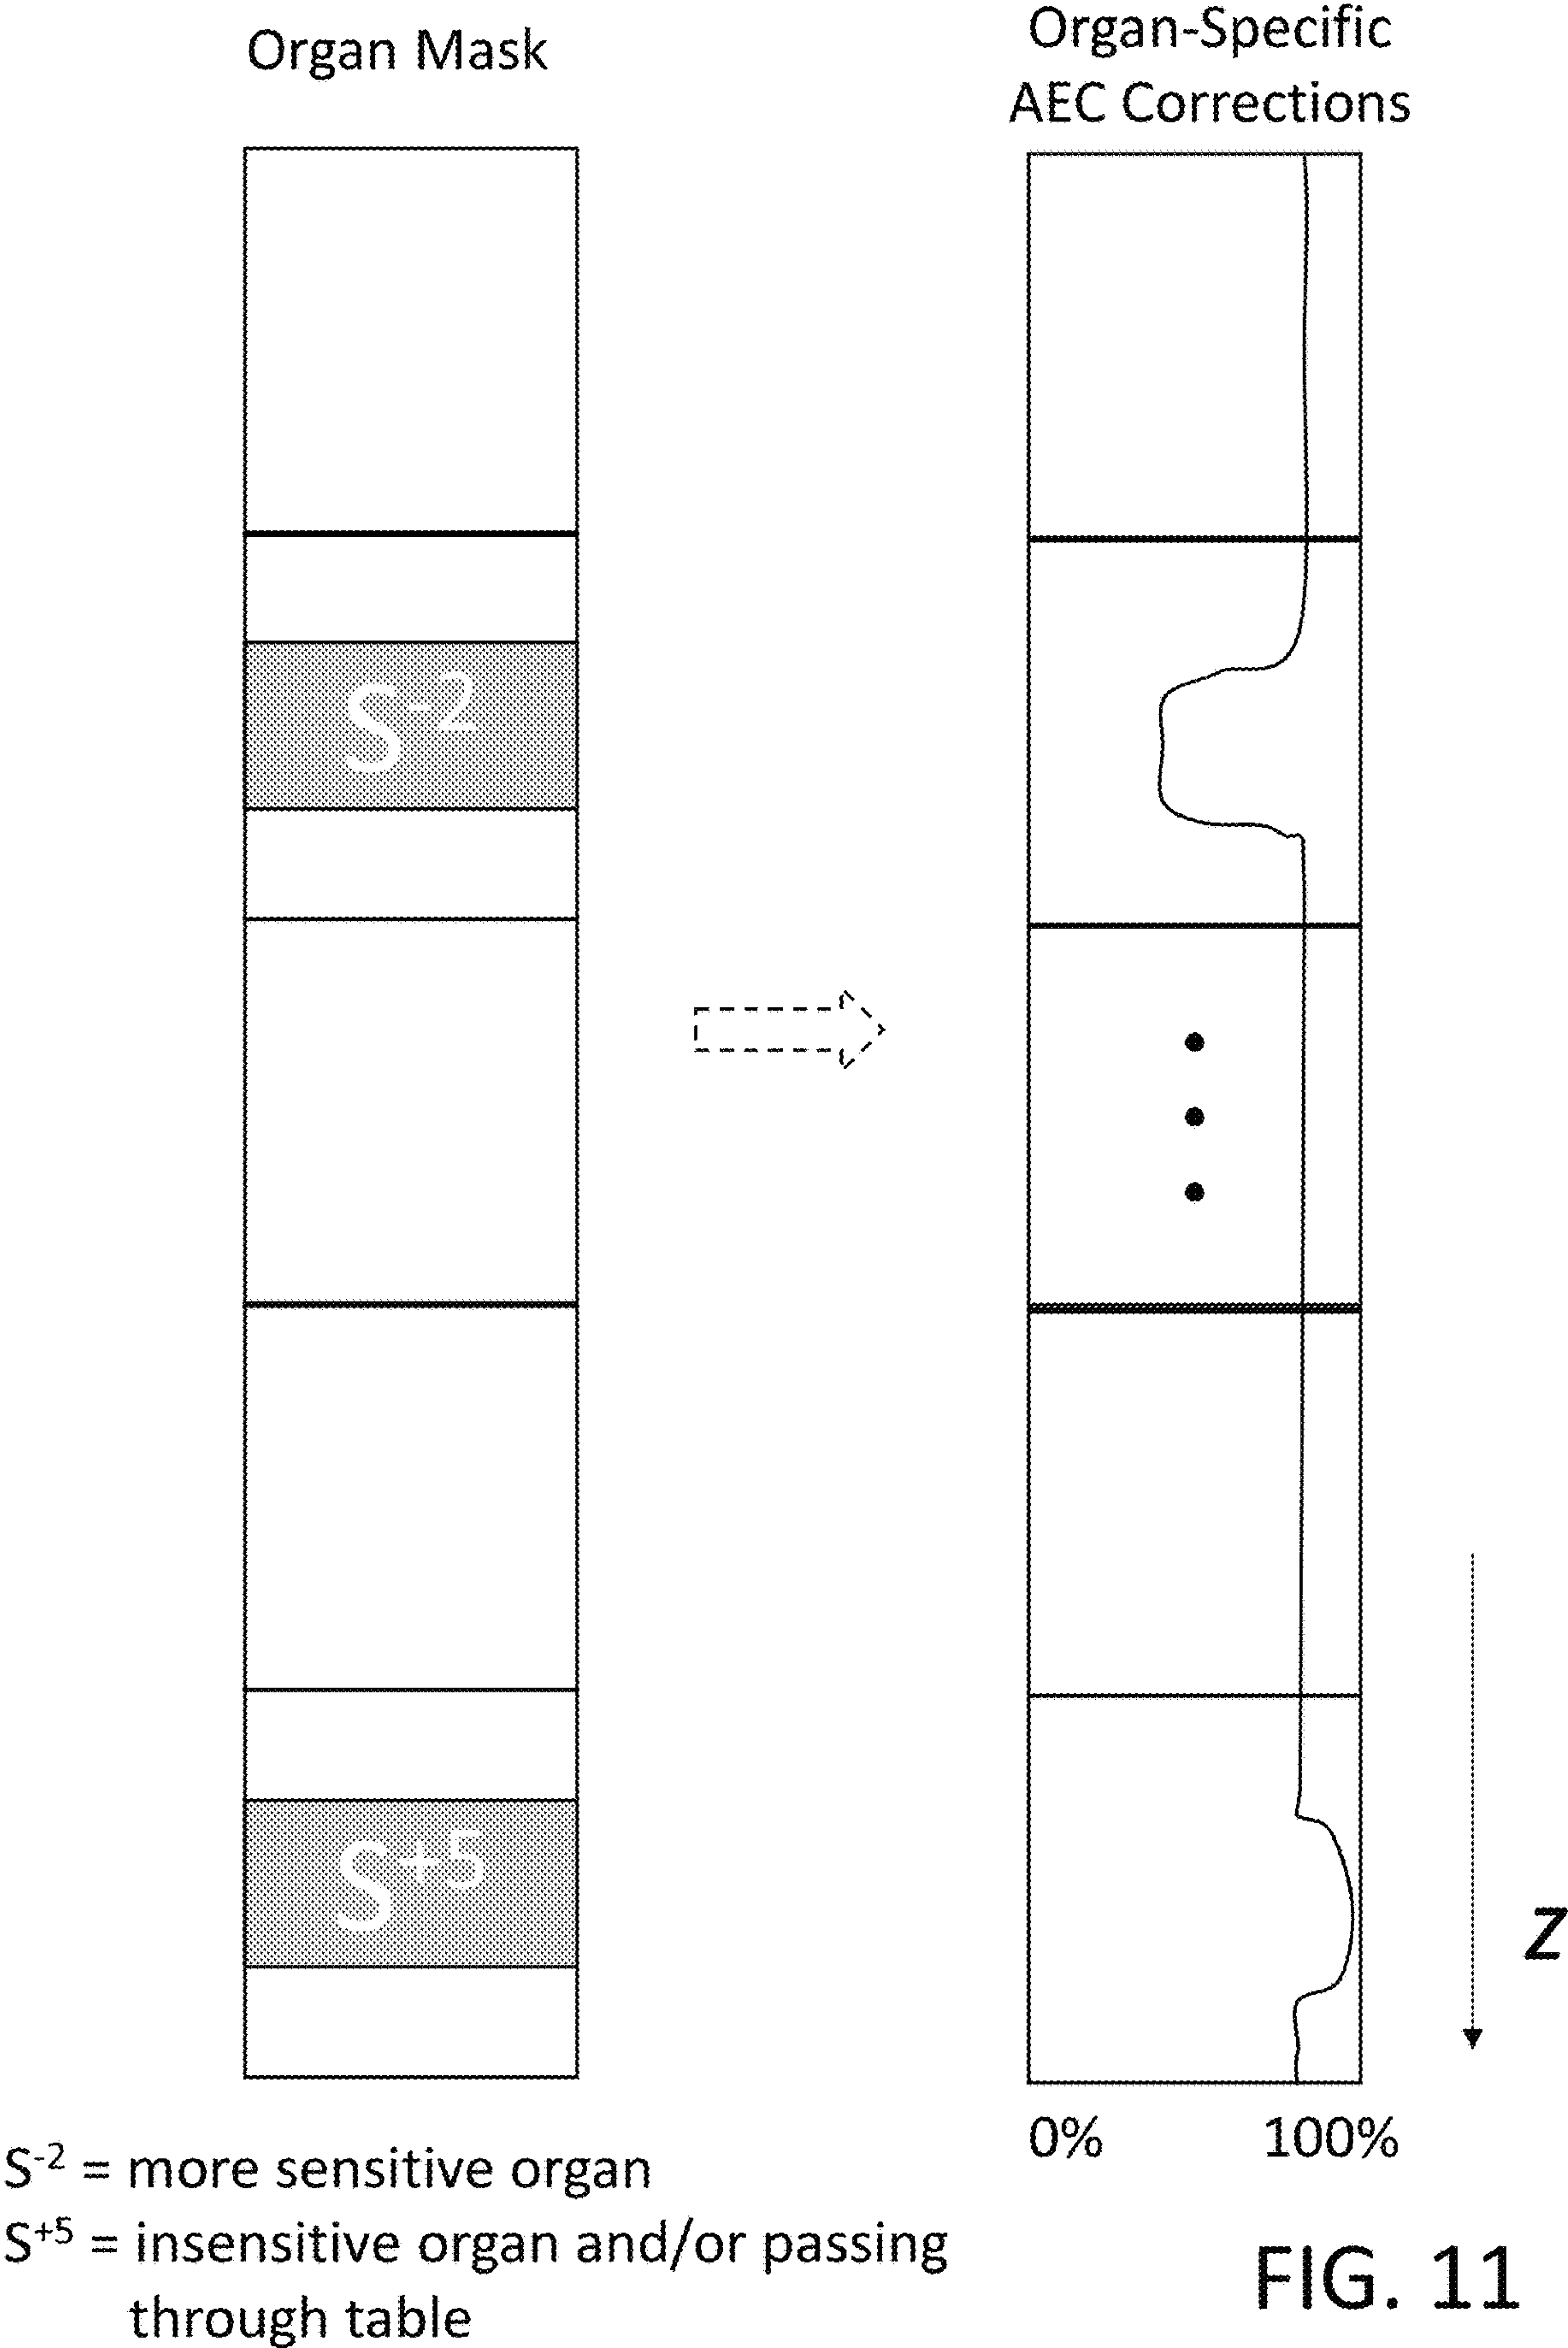 Organ Mask
Organ-Specific
AEC Corrections
S⁻²
S⁺⁵
z
0%
100%
S⁻² = more sensitive organ
S⁺⁵ = insensitive organ and/or passing
through table
FIG. 11